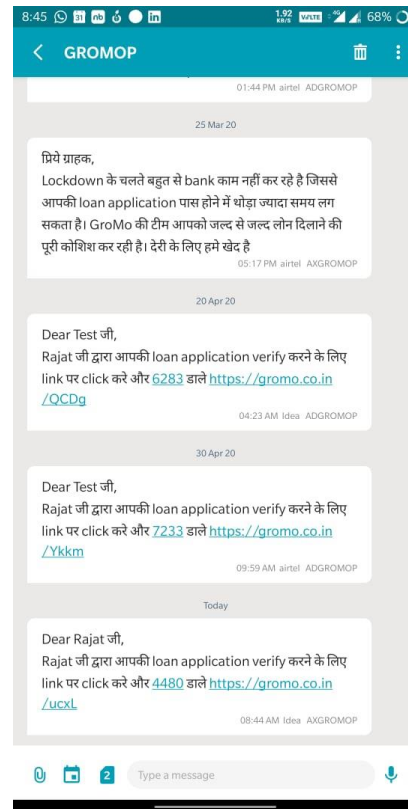 8:45 31 nb in 1.92 KB/S VoLTE 4G 68%
GROMOP
01:44 PM airtel ADGROMOP
25 Mar 20
प्रिये ग्राहक,
Lockdown के चलते बहुत से bank काम नहीं कर रहे है जिससे
आपकी loan application पास होने में थोड़ा ज्यादा समय लग
सकता है। GroMo की टीम आपको जल्द से जल्द लोन दिलाने की
पूरी कोशिश कर रही है। देरी के लिए हमे खेद है
05:17 PM airtel AXGROMOP
20 Apr 20
Dear Test जी,
Rajat जी द्वारा आपकी loan application verify करने के लिए
link पर click करे और 6283 डाले https://gromo.co.in
/QCDg
04:23 AM Idea ADGROMOP
30 Apr 20
Dear Test जी,
Rajat जी द्वारा आपकी loan application verify करने के लिए
link पर click करे और 7233 डाले https://gromo.co.in
/Ykkm
09:59 AM airtel ADGROMOP
Today
Dear Rajat जी,
Rajat जी द्वारा आपकी loan application verify करने के लिए
link पर click करे और 4480 डाले https://gromo.co.in
/ucxL
08:44 AM Idea AXGROMOP
2 Type a message